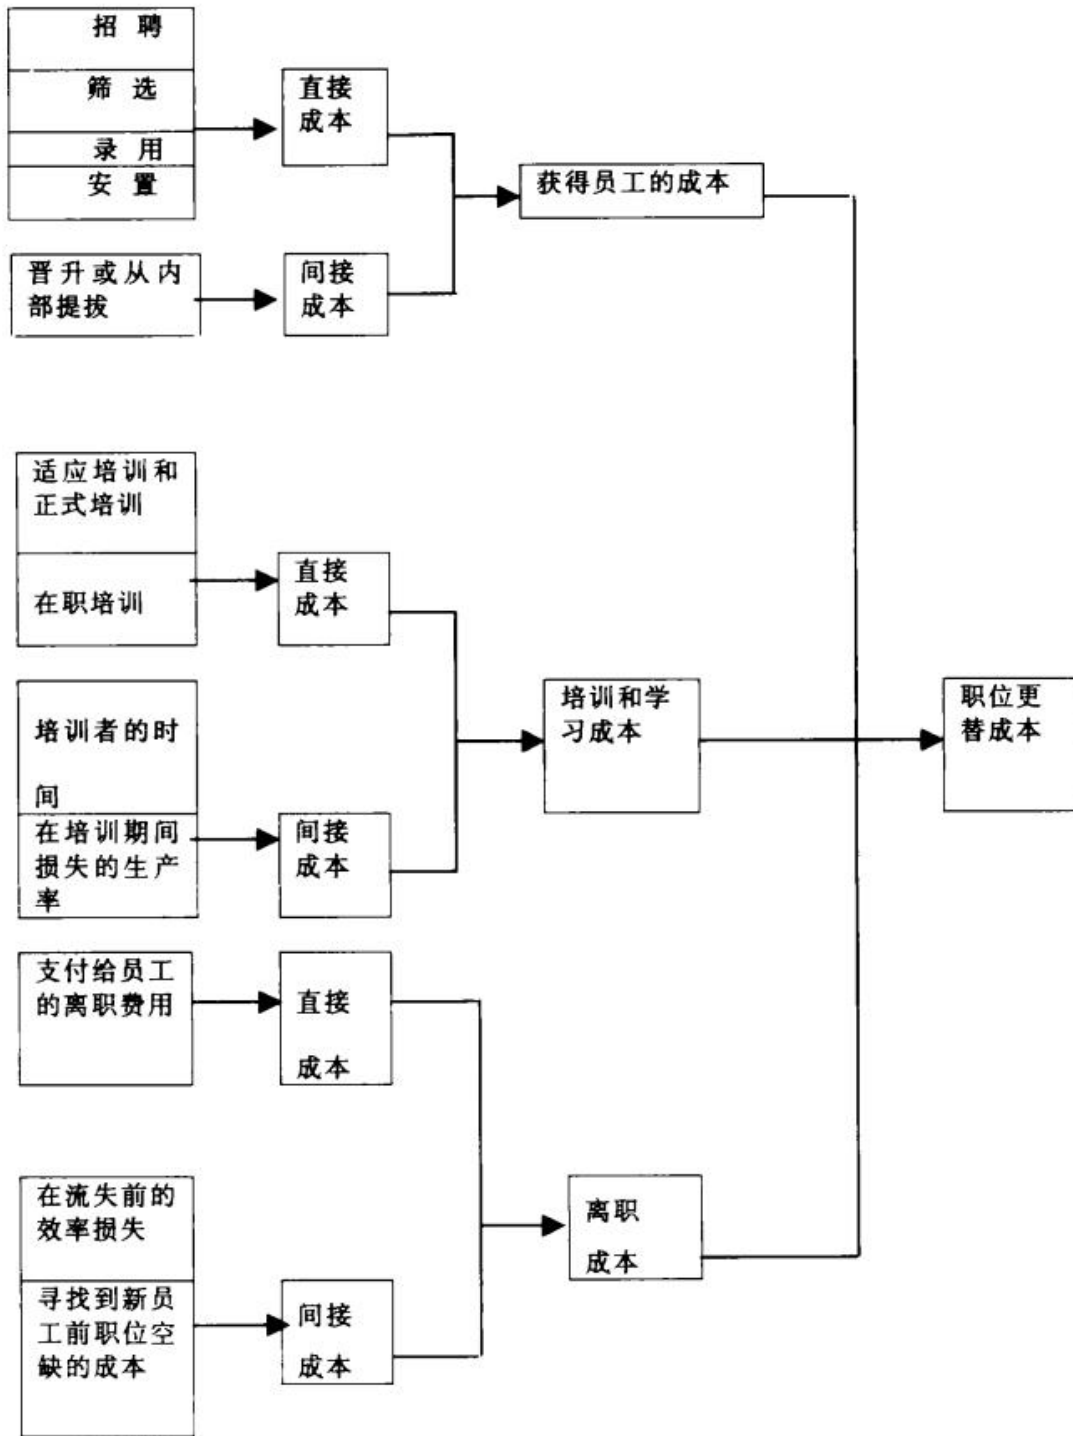 招聘
筛选
录用
安置
直接
成本
获得员工的成本
晋升或从内
部提拔
间接
成本
适应培训和
正式培训
在职培训
直接
成本
培训者的时
间
在培训期间
损失的生产
率
间接
成本
培训和学
习成本
职位更
替成本
支付给员工
的离职费用
直接
成本
在流失前的
效率损失
寻找到新员
工前职位空
缺的成本
间接
成本
离职
成本